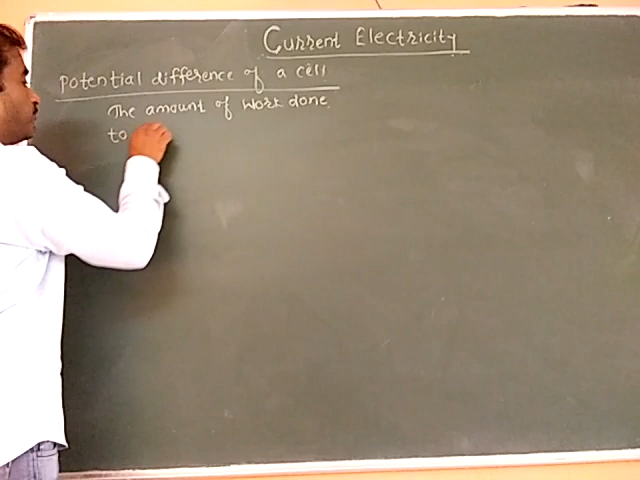 Current Electricity
Potential difference of a cell
The amount of work done
to